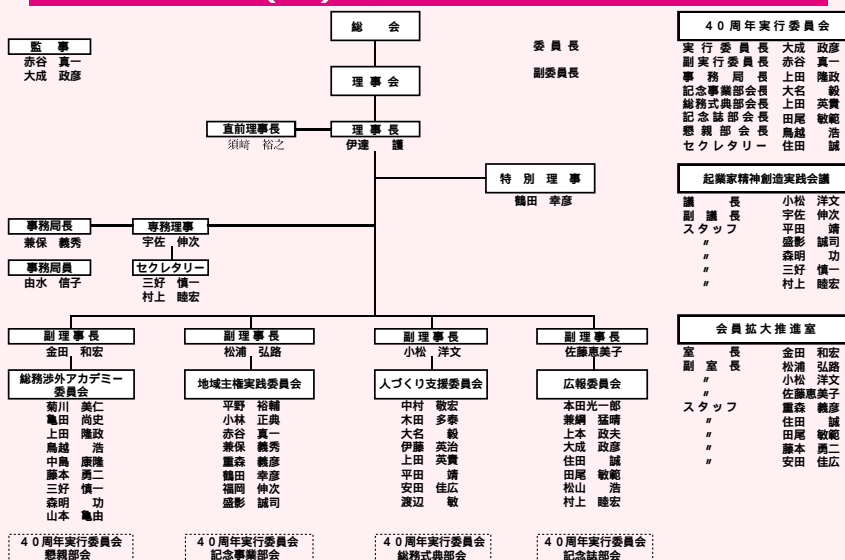 総会
監事
赤谷 真一
大成 政彦
委員長
副委員長
理事会
直前理事長
須﨑 裕之
理事長
伊達 護
特別理事
鶴田 幸彦
事務局長
兼保 義秀
専務理事
宇佐 伸次
事務局員
由水 信子
セクレタリー
三好 慎一
村上 睦宏
副理事長
金田 和宏
総務渉外アカデミー
委員会
菊川 美仁
亀田 尚史
上田 隆政
鳥越 浩
中島 康隆
藤本 勇二
三好 慎一
森明 功
山本 亀由
40周年実行委員会
懇親部会
副理事長
松浦 弘路
地域主権実践委員会
平野 裕輔
小林 正典
赤谷 真一
兼保 義秀
重森 義彦
鶴田 幸彦
福岡 伸次
盛影 誠司
40周年実行委員会
記念事業部会
副理事長
小松 洋文
人づくり支援委員会
中村 敬宏
木田 多泰
大名 毅
伊藤 英治
上田 英貴
平田 靖
安田 佳広
渡辺 敏
40周年実行委員会
総務式典部会
副理事長
佐藤恵美子
広報委員会
本田光一郎
兼綱 猛晴
上本 政夫
大成 政彦
住田 誠
田尾 敏範
松山 浩
村上 睦宏
40周年実行委員会
記念誌部会
40周年実行委員会
実行委員長 大成 政彦
副実行委員長 赤谷 真一
事務局長 上田 隆政
記念事業部会長 大名 毅
総務式典部会長 上田 英貴
記念誌部会長 田尾 敏範
懇親部会長 鳥越 浩
セクレタリー 住田 誠
起業家精神創造実践会議
議長 小松 洋文
副議長 宇佐 伸次
スタッフ 平田 靖
〃 盛影 誠司
〃 森明 功
〃 三好 慎一
〃 村上 睦宏
会員拡大推進室
室長 金田 和宏
副室長 松浦 弘路
〃 小松 洋文
〃 佐藤恵美子
スタッフ 重森 義彦
〃 住田 誠
〃 田尾 敏範
〃 藤本 勇二
〃 安田 佳広